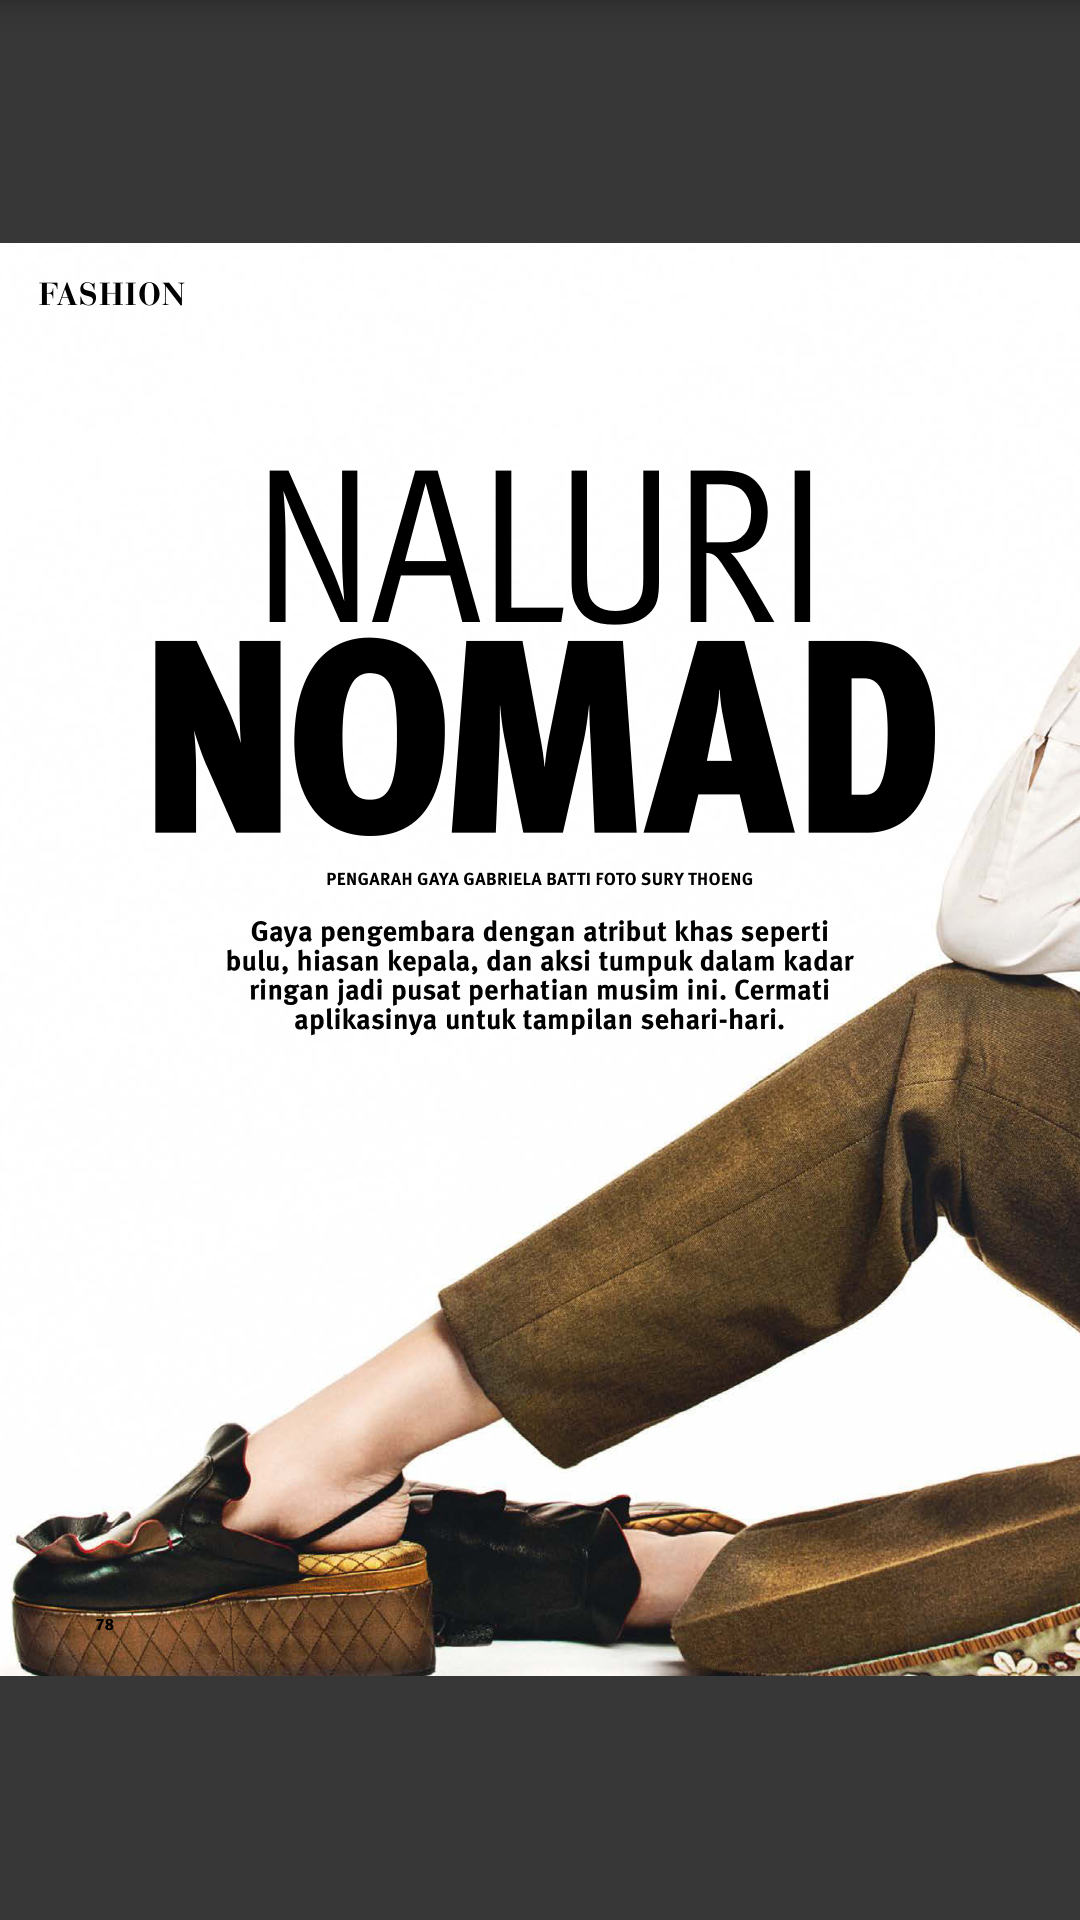 FASHION
NALURI
NOMAD
PENGARAH GAYA GABRIELA BATTI FOTO SURY THOENG
Gaya pengembara dengan atribut khas seperti
bulu, hiasan kepala, dan aksi tumpuk dalam kadar
ringan jadi pusat perhatian musim ini. Cermati
aplikasinya untuk tampilan sehari-hari.
78